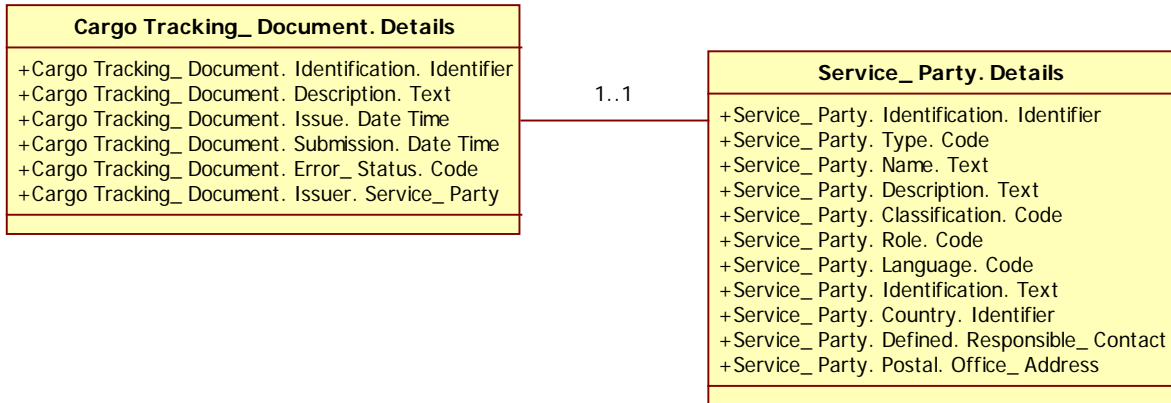 Cargo Tracking_ Document. Details
+Cargo Tracking_ Document. Identification. Identifier
+Cargo Tracking_ Document. Description. Text
+Cargo Tracking_ Document. Issue. Date Time
+Cargo Tracking_ Document. Submission. Date Time
+Cargo Tracking_ Document. Error_ Status. Code
+Cargo Tracking_ Document. Issuer. Service_ Party
1..1
Service_ Party. Details
+Service_ Party. Identification. Identifier
+Service_ Party. Type. Code
+Service_ Party. Name. Text
+Service_ Party. Description. Text
+Service_ Party. Classification. Code
+Service_ Party. Role. Code
+Service_ Party. Language. Code
+Service_ Party. Identification. Text
+Service_ Party. Country. Identifier
+Service_ Party. Defined. Responsible_ Contact
+Service_ Party. Postal. Office_ Address